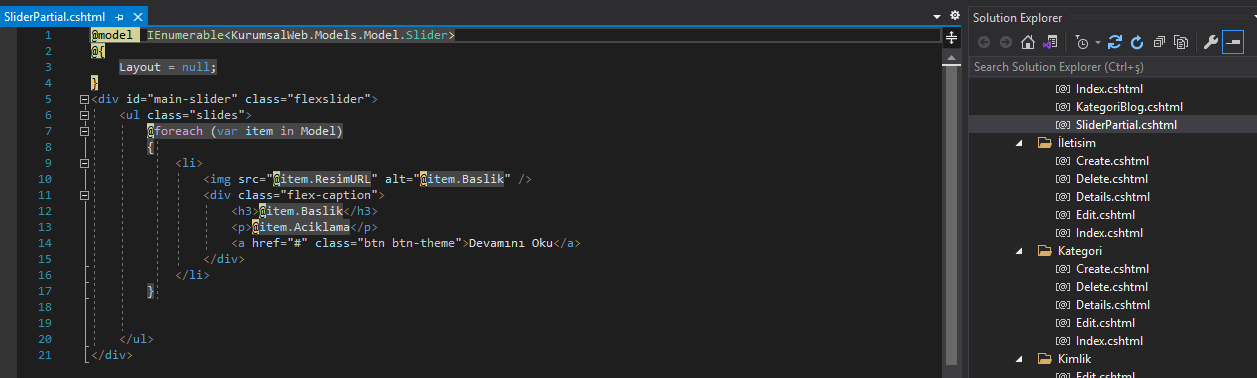 SliderPartial.cshtml
1 @model IEnumerable<KurumsalWeb.Models.Model.Slider>
2 @{
3 Layout = null;
4 }
5 <div id="main-slider" class="flexslider">
6 <ul class="slides">
7 @foreach (var item in Model)
8 {
9 <li>
10 <img src="@item.ResimURL" alt="@item.Baslik" />
11 <div class="flex-caption">
12 <h3>@item.Baslik</h3>
13 <p>@item.Aciklama</p>
14 <a href="#" class="btn btn-theme">Devamını Oku</a>
15 </div>
16 </li>
17 }
18
19
20 </ul>
21 </div>
Solution Explorer
Search Solution Explorer (Ctrl+ş)
[@] Index.cshtml
[@] KategoriBlog.cshtml
[@] SliderPartial.cshtml
İletisim
[@] Create.cshtml
[@] Delete.cshtml
[@] Details.cshtml
[@] Edit.cshtml
[@] Index.cshtml
Kategori
[@] Create.cshtml
[@] Delete.cshtml
[@] Details.cshtml
[@] Edit.cshtml
[@] Index.cshtml
Kimlik
[@] Edit.cshtml